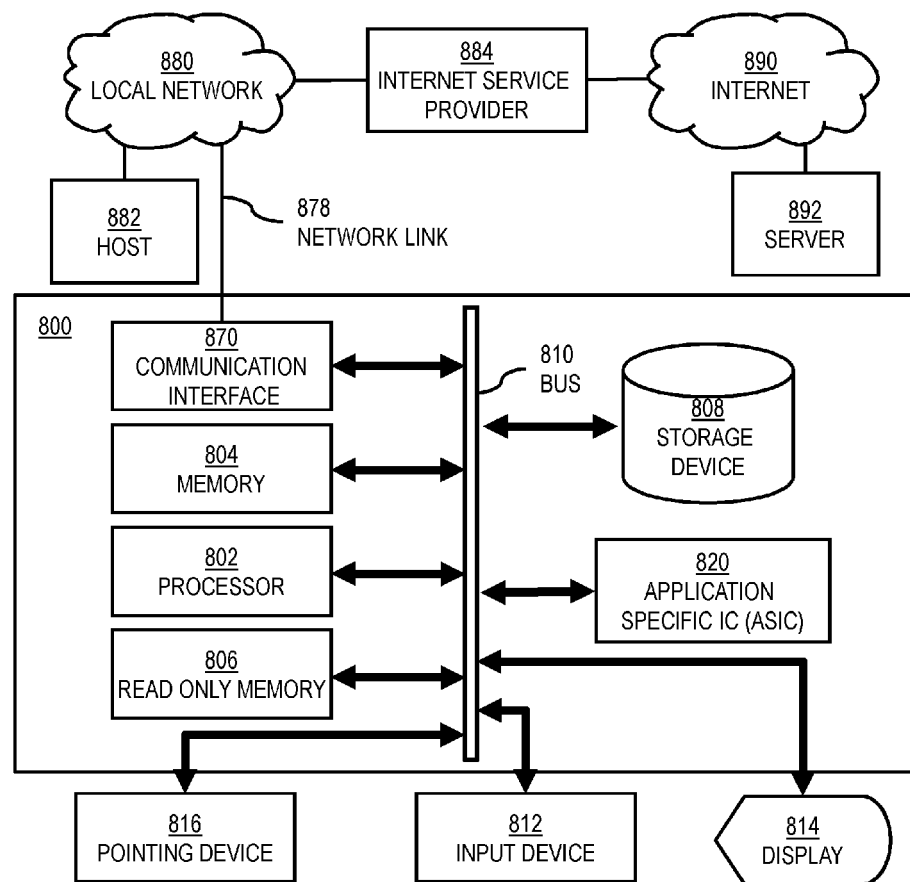 880
LOCAL NETWORK
884
INTERNET SERVICE
PROVIDER
890
INTERNET
882
HOST
878
NETWORK LINK
892
SERVER
800
870
COMMUNICATION
INTERFACE
810
BUS
808
STORAGE
DEVICE
804
MEMORY
802
PROCESSOR
820
APPLICATION
SPECIFIC IC (ASIC)
806
READ ONLY MEMORY
816
POINTING DEVICE
812
INPUT DEVICE
814
DISPLAY